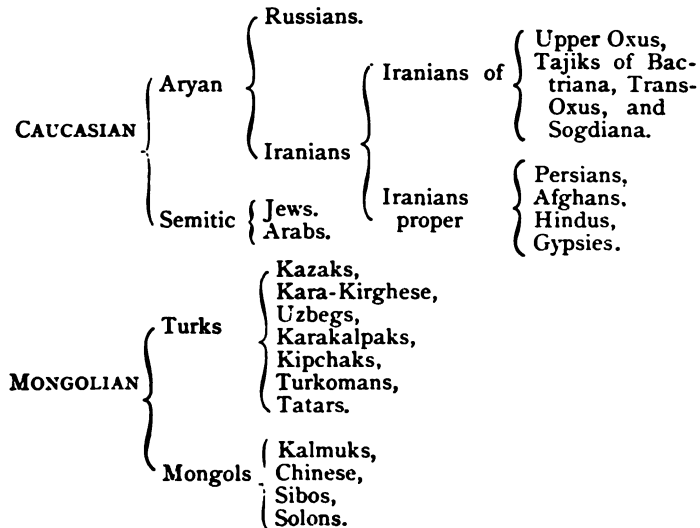 Russians.
Aryan
Iranians
Iranians of
Upper Oxus,
Tajiks of Bac-
triana, Trans-
Oxus, and
Sogdiana.
CAUCASIAN
Iranians
proper
Persians,
Afghans,
Hindus,
Gypsies.
Semitic
Jews.
Arabs.
MONGOLIAN
Turks
Kazaks,
Kara-Kirghese,
Uzbegs,
Karakalpaks,
Kipchaks,
Turkomans,
Tatars.
Mongols
Kalmuks,
Chinese,
Sibos,
Solons.